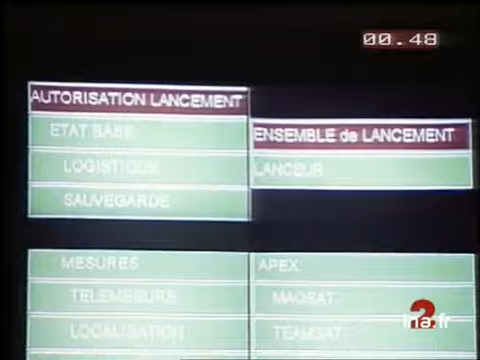 00.48
AUTORISATION LANCEMENT
ETAT BASE
ENSEMBLE de LANCEMENT
LOGISTIQUE
LANCEUR
SAUVEGARDE
MESURES
APEX
TELEMESURE
MAQSAT
LOCALISATION
TEAMSAT
2
ina.fr